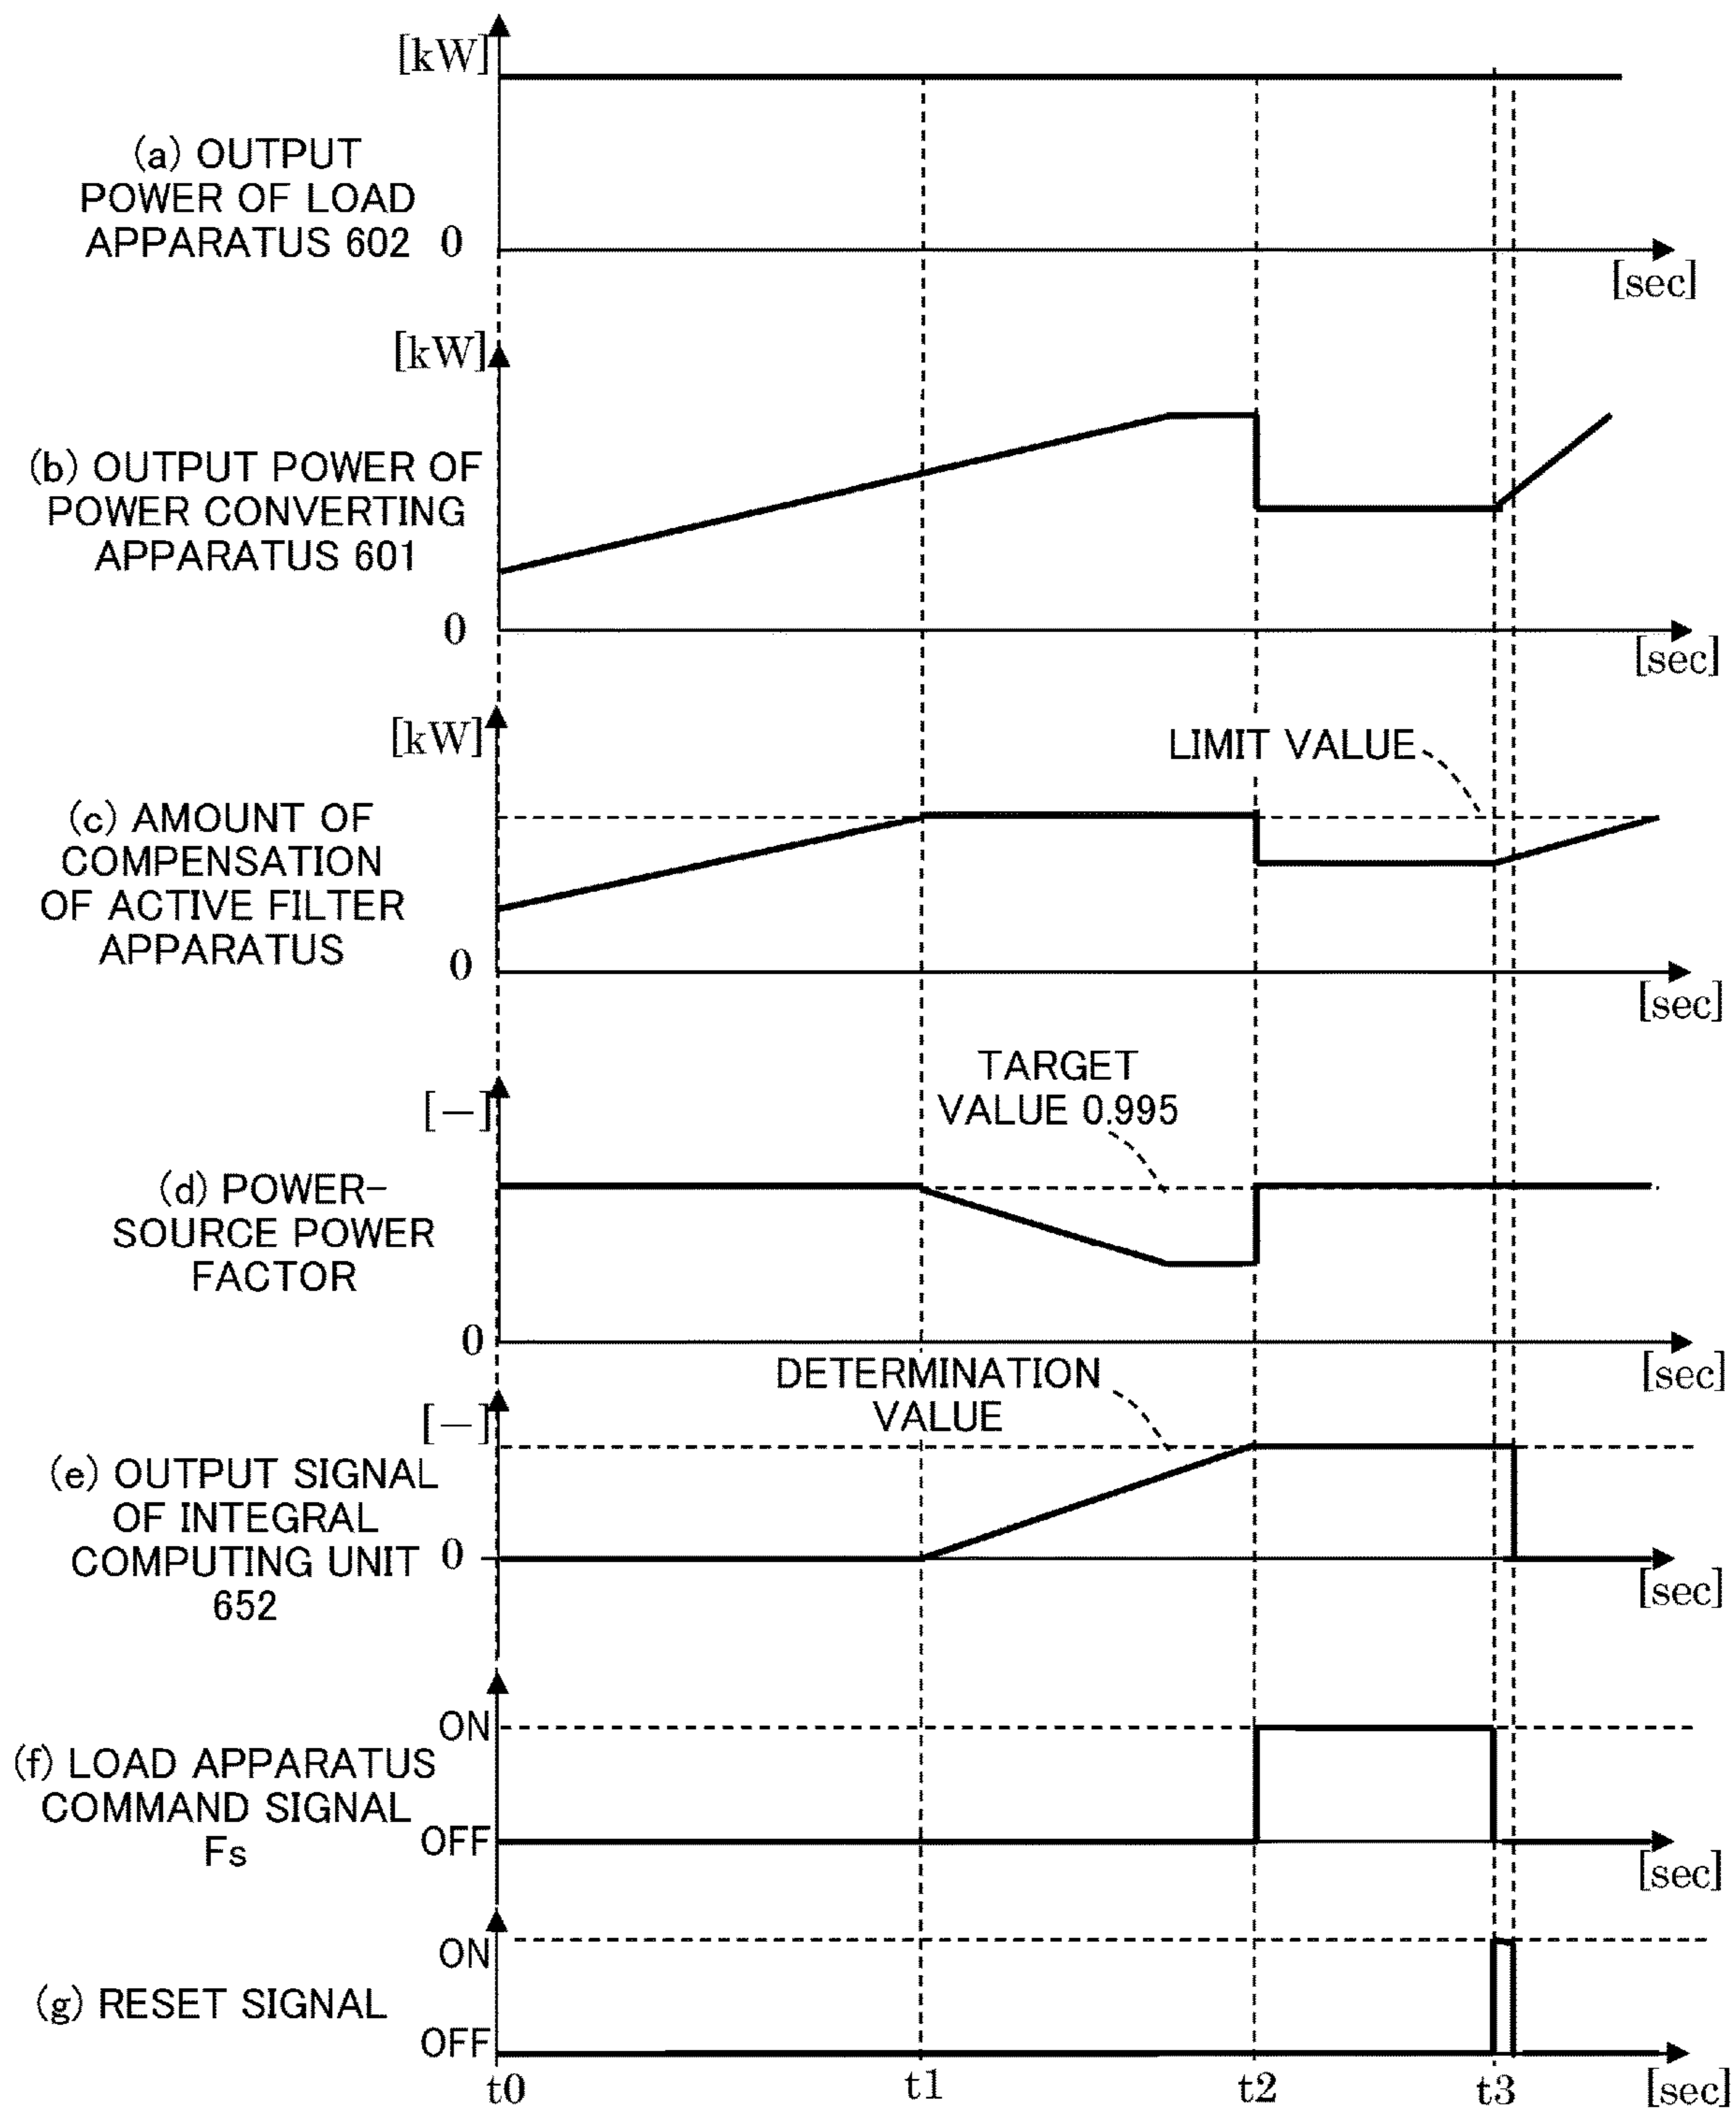 [kW]
(a) OUTPUT
POWER OF LOAD
APPARATUS 602
0
[sec]
[kW]
(b) OUTPUT POWER OF
POWER CONVERTING
APPARATUS 601
0
[sec]
[kW]
LIMIT VALUE
(c) AMOUNT OF
COMPENSATION
OF ACTIVE FILTER
APPARATUS
0
[sec]
[−]
TARGET
VALUE 0.995
(d) POWER-
SOURCE POWER
FACTOR
0
[sec]
[−]
DETERMINATION
VALUE
(e) OUTPUT SIGNAL
OF INTEGRAL
COMPUTING UNIT
652
0
[sec]
ON
(f) LOAD APPARATUS
COMMAND SIGNAL
Fs
OFF
[sec]
ON
(g) RESET SIGNAL
OFF
t0 t1 t2 t3 [sec]